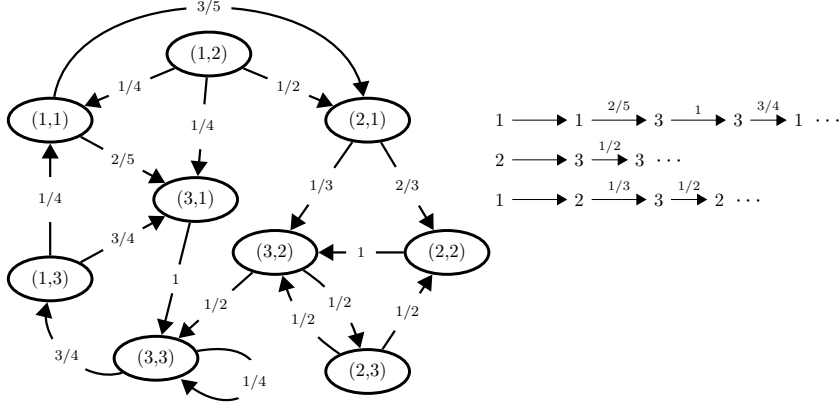 3/5
(1,2)
1/4 1/2
(1,1) (2,1)
1/4
2/5 1/3 2/3
1/4 (3,1)
3/4 (3,2) 1 (2,2)
(1,3) 1
1/2 1/2 1/2 1/2
3/4 (3,3) (2,3)
1/4
1 1 2/5 3 1 3 3/4 1 ···
2 3 1/2 3 ···
1 2 1/3 3 1/2 2 ···